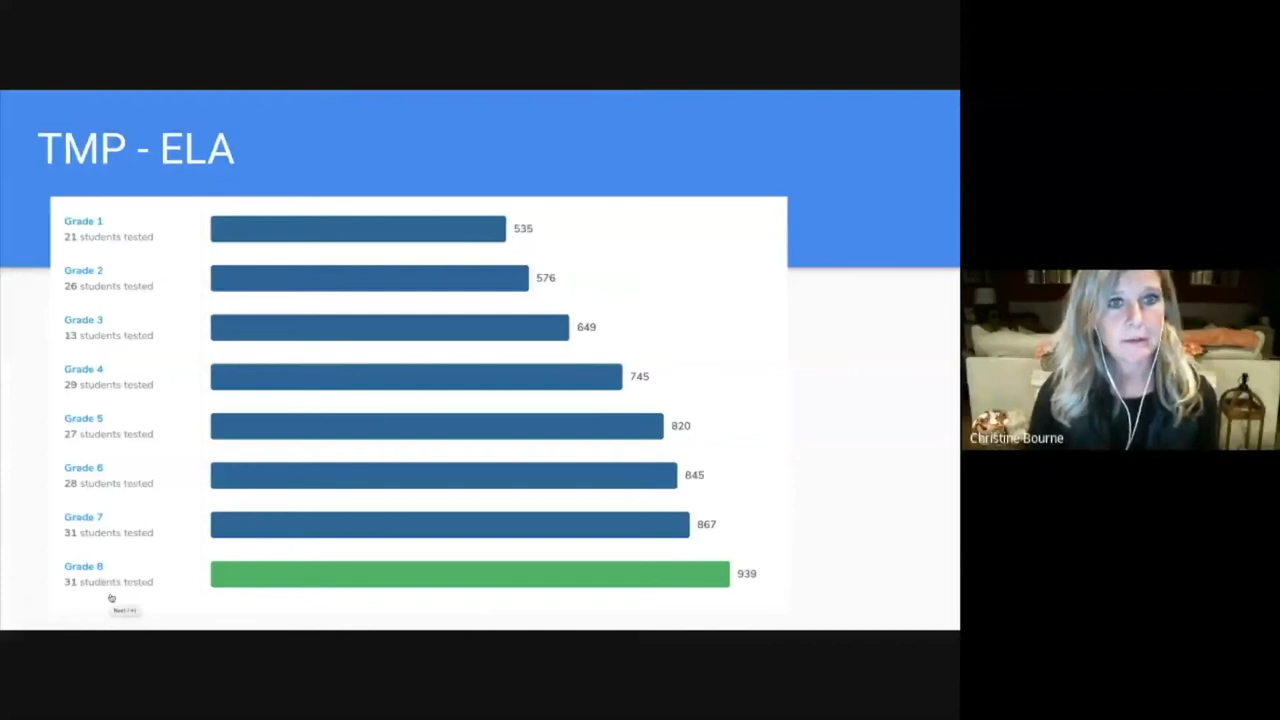 TMP - ELA
Grade 1
21 students tested
535
Grade 2
26 students tested
576
Grade 3
13 students tested
649
Grade 4
29 students tested
745
Grade 5
27 students tested
820
Grade 6
28 students tested
845
Grade 7
31 students tested
867
Grade 8
31 students tested
939
Christine Bourne